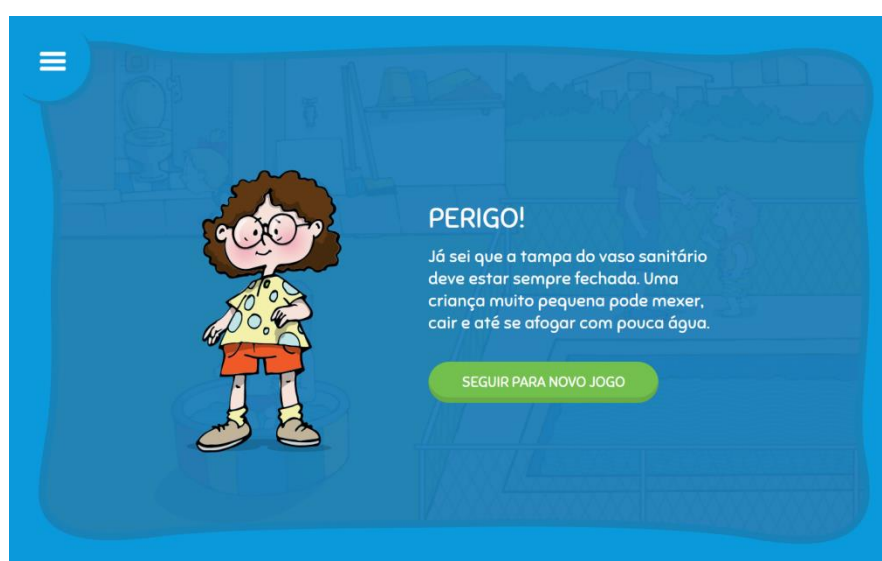 PERIGO!
Já sei que a tampa do vaso sanitário
deve estar sempre fechada. Uma
criança muito pequena pode mexer,
cair e até se afogar com pouca água.
SEGUIR PARA NOVO JOGO